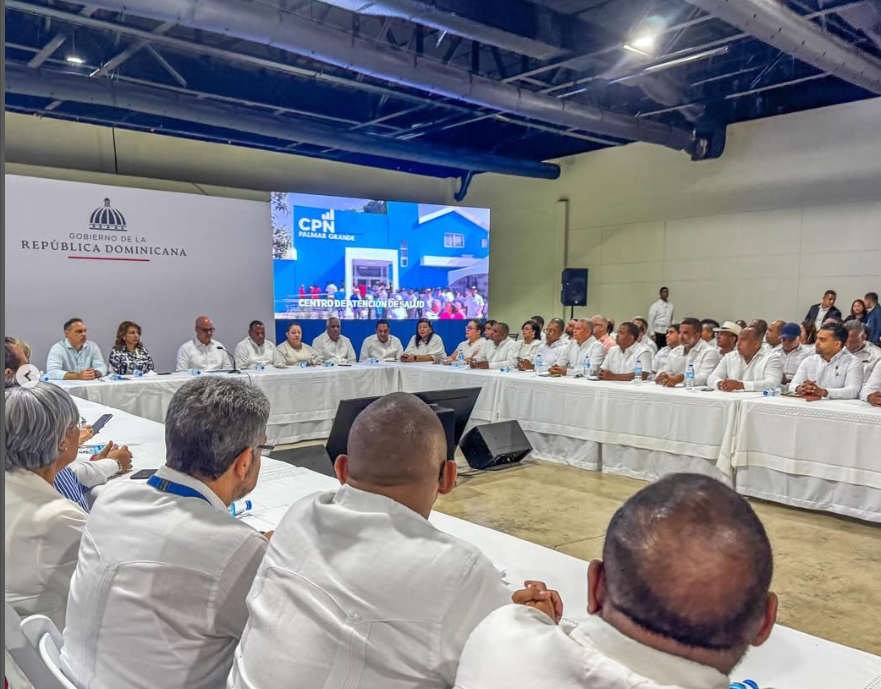 GOBIERNO DE LA
REPÚBLICA DOMINICANA
CPN
PALMAR GRANDE
CENTRO DE ATENCIÓN DE SALUD